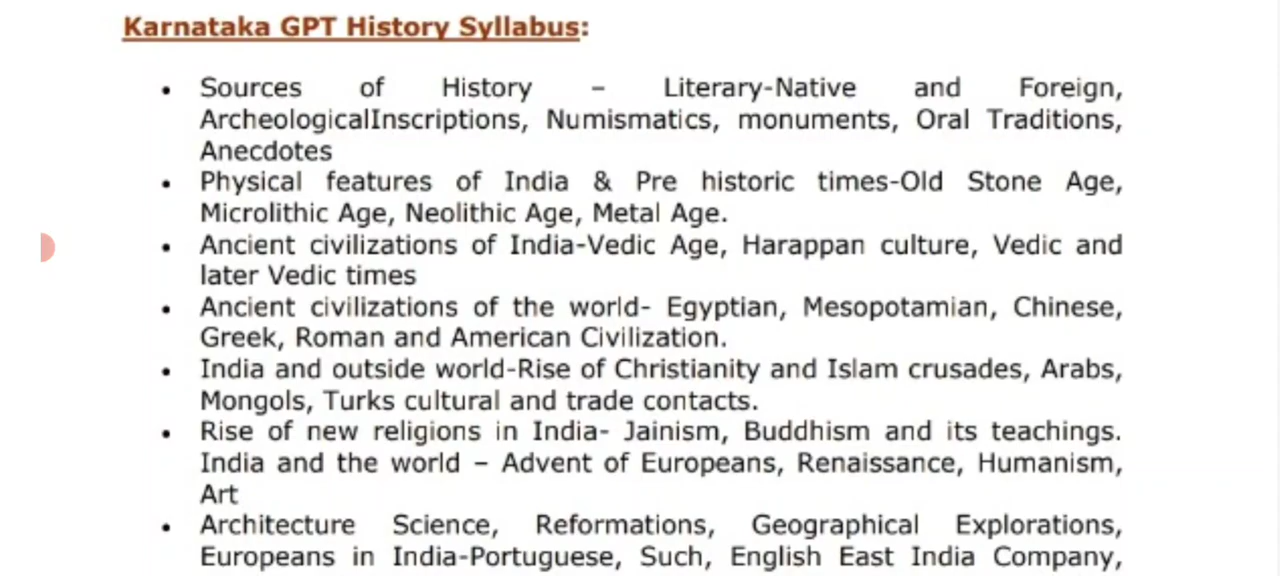 Karnataka GPT History Syllabus:
• Sources of History – Literary-Native and Foreign,
ArcheologicalInscriptions, Numismatics, monuments, Oral Traditions,
Anecdotes
• Physical features of India & Pre historic times-Old Stone Age,
Microlithic Age, Neolithic Age, Metal Age.
• Ancient civilizations of India-Vedic Age, Harappan culture, Vedic and
later Vedic times
• Ancient civilizations of the world- Egyptian, Mesopotamian, Chinese,
Greek, Roman and American Civilization.
• India and outside world-Rise of Christianity and Islam crusades, Arabs,
Mongols, Turks cultural and trade contacts.
• Rise of new religions in India- Jainism, Buddhism and its teachings.
India and the world – Advent of Europeans, Renaissance, Humanism,
Art
• Architecture Science, Reformations, Geographical Explorations,
Europeans in India-Portuguese, Such, English East India Company,